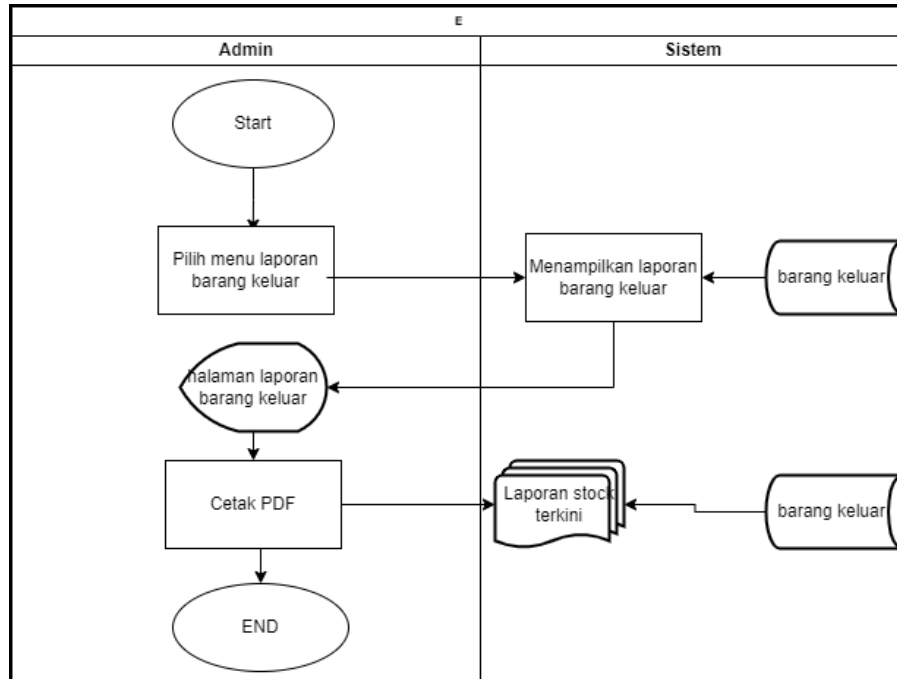 E
Admin
Sistem
Start
Pilih menu laporan
barang keluar
Menampilkan laporan
barang keluar
barang keluar
halaman laporan
barang keluar
Cetak PDF
Laporan stock
terkini
barang keluar
END